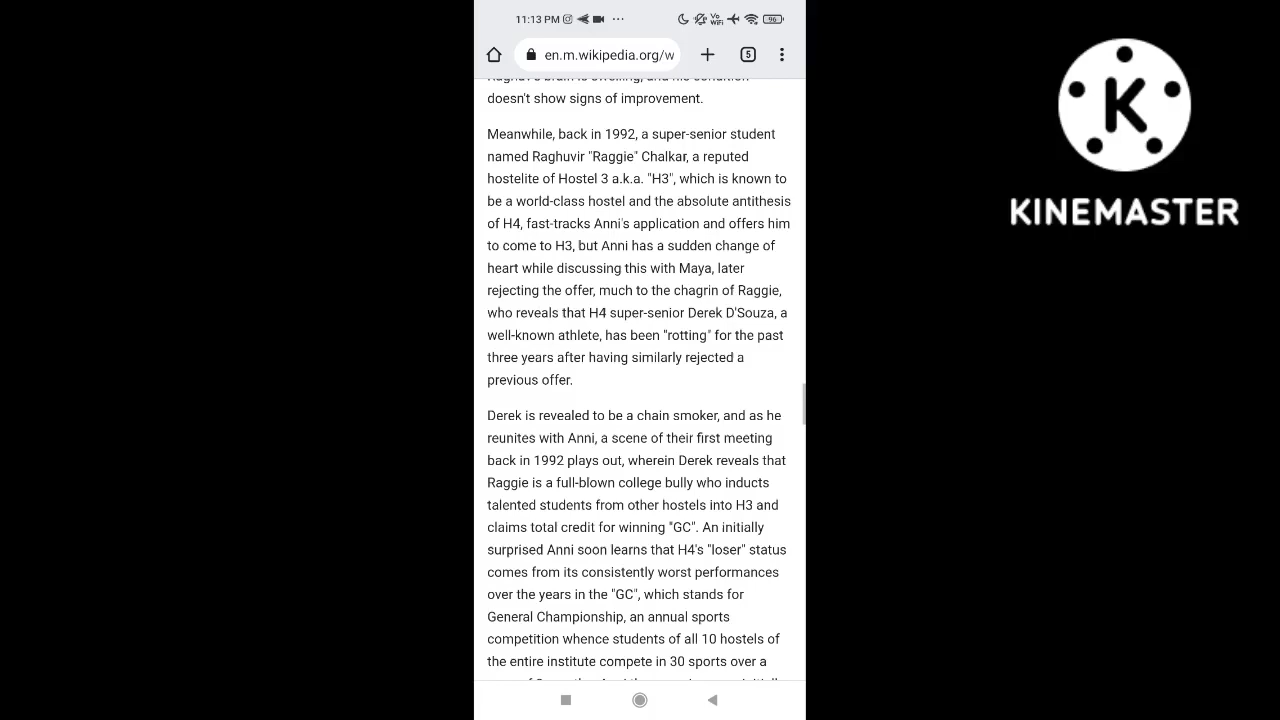 11:13 PM
Vo
WiFi
96
en.m.wikipedia.org/w
5
doesn't show signs of improvement.
Meanwhile, back in 1992, a super-senior student
named Raghuvir "Raggie" Chalkar, a reputed
hostelite of Hostel 3 a.k.a. "H3", which is known to
be a world-class hostel and the absolute antithesis
of H4, fast-tracks Anni's application and offers him
to come to H3, but Anni has a sudden change of
heart while discussing this with Maya, later
rejecting the offer, much to the chagrin of Raggie,
who reveals that H4 super-senior Derek D'Souza, a
well-known athlete, has been "rotting" for the past
three years after having similarly rejected a
previous offer.
Derek is revealed to be a chain smoker, and as he
reunites with Anni, a scene of their first meeting
back in 1992 plays out, wherein Derek reveals that
Raggie is a full-blown college bully who inducts
talented students from other hostels into H3 and
claims total credit for winning "GC". An initially
surprised Anni soon learns that H4's "loser" status
comes from its consistently worst performances
over the years in the "GC", which stands for
General Championship, an annual sports
competition whence students of all 10 hostels of
the entire institute compete in 30 sports over a
K
KINEMASTER